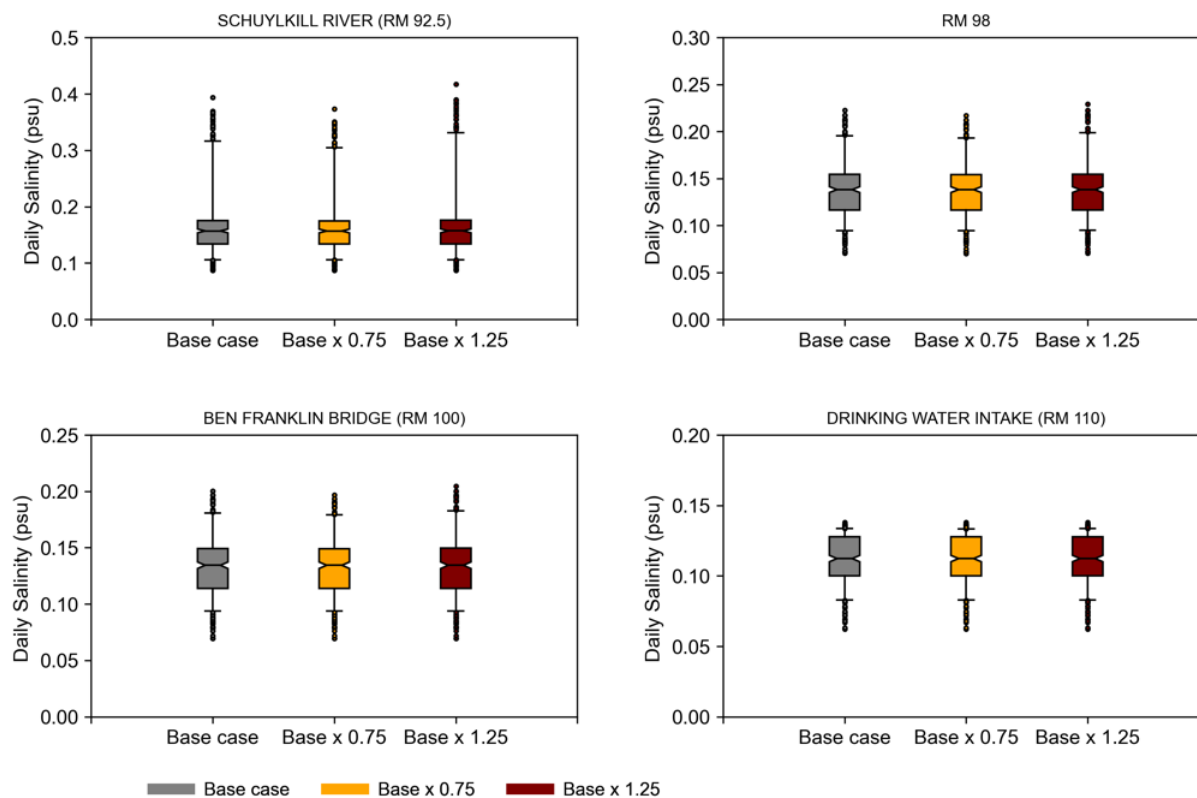 SCHUYLKILL RIVER (RM 92.5)
Daily Salinity (psu)
0.5
0.4
0.3
0.2
0.1
0.0
Base case Base x 0.75 Base x 1.25
RM 98
Daily Salinity (psu)
0.30
0.25
0.20
0.15
0.10
0.05
0.00
Base case Base x 0.75 Base x 1.25
BEN FRANKLIN BRIDGE (RM 100)
Daily Salinity (psu)
0.25
0.20
0.15
0.10
0.05
0.00
Base case Base x 0.75 Base x 1.25
DRINKING WATER INTAKE (RM 110)
Daily Salinity (psu)
0.20
0.15
0.10
0.05
0.00
Base case Base x 0.75 Base x 1.25
Base case Base x 0.75 Base x 1.25